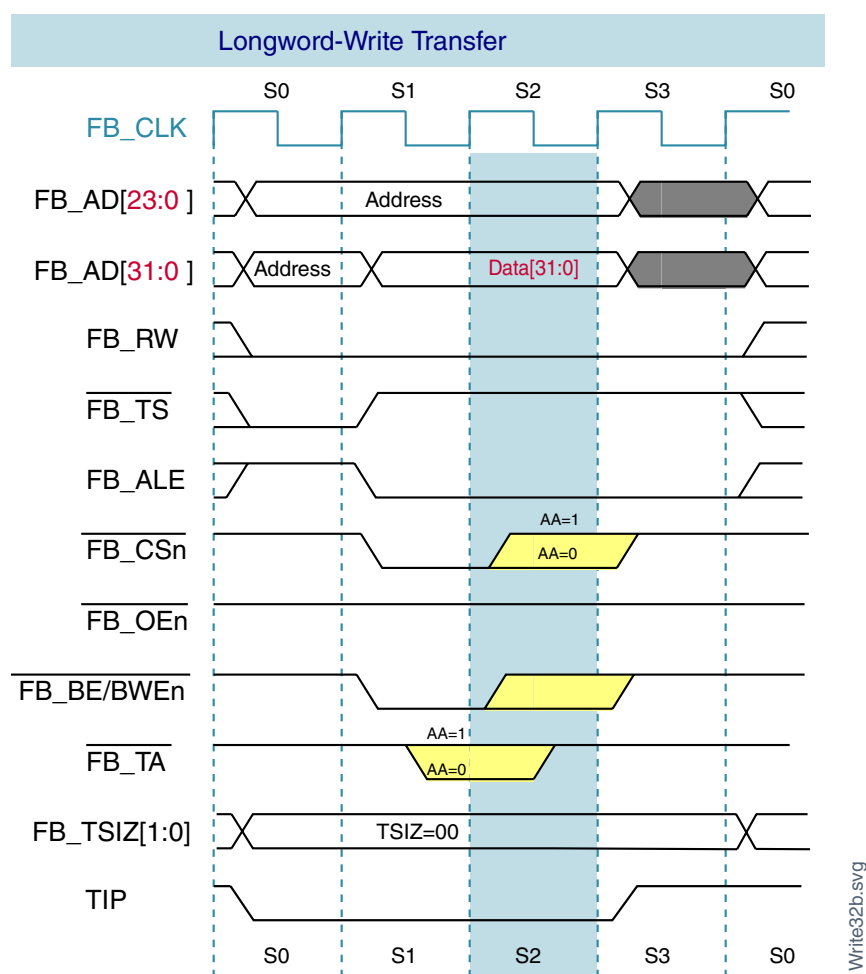 Longword-Write Transfer
S0 S1 S2 S3 S0
FB_CLK
FB_AD[23:0 ] Address
FB_AD[31:0 ] Address Data[31:0]
FB_RW
FB_TS
FB_ALE
AA=1
FB_CSn AA=0
FB_OEn
FB_BE/BWEn
AA=1
FB_TA
AA=0
FB_TSIZ[1:0] TSIZ=00
TIP
S0 S1 S2 S3 S0
Write32b.svg